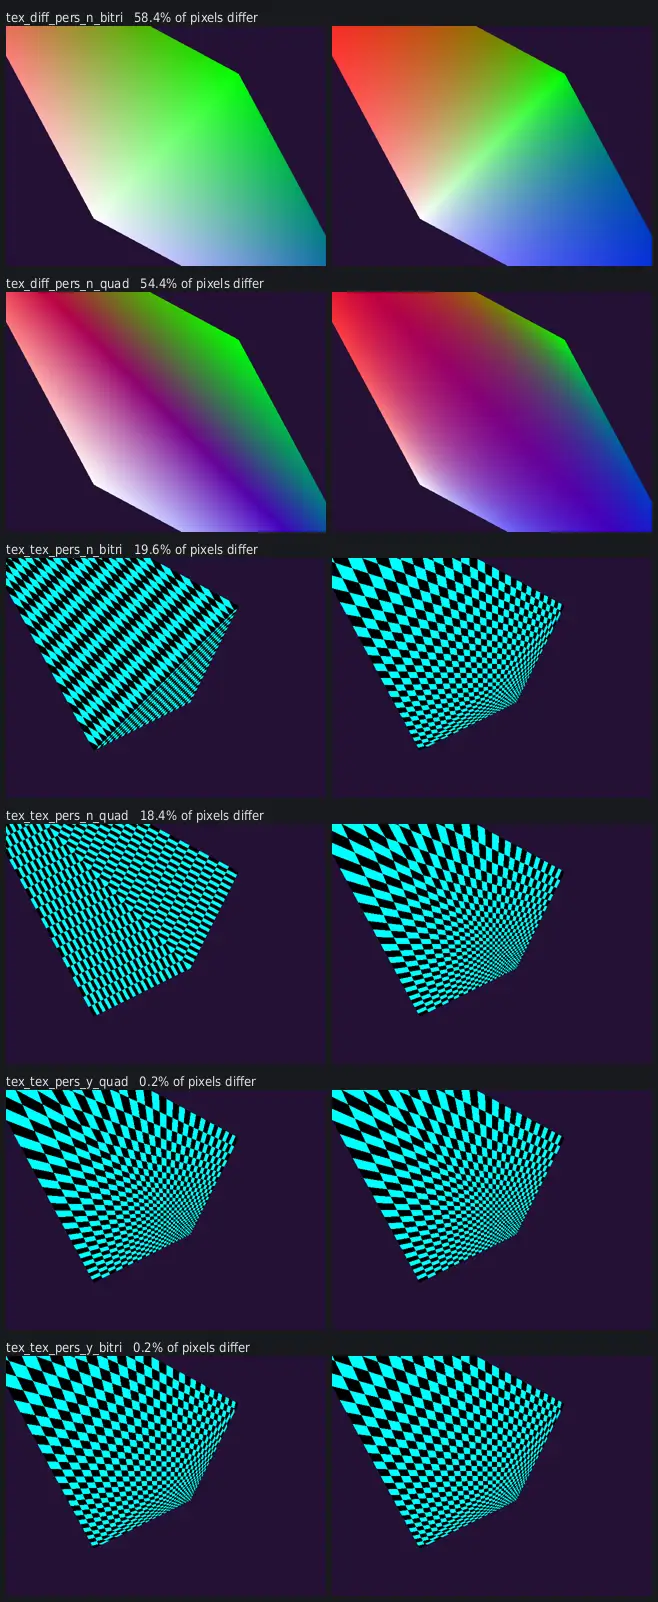 tex_diff_pers_n_bitri 58.4% of pixels differ
tex_diff_pers_n_quad 54.4% of pixels differ
tex_tex_pers_n_bitri 19.6% of pixels differ
tex_tex_pers_n_quad 18.4% of pixels differ
tex_tex_pers_y_quad 0.2% of pixels differ
tex_tex_pers_y_bitri 0.2% of pixels differ